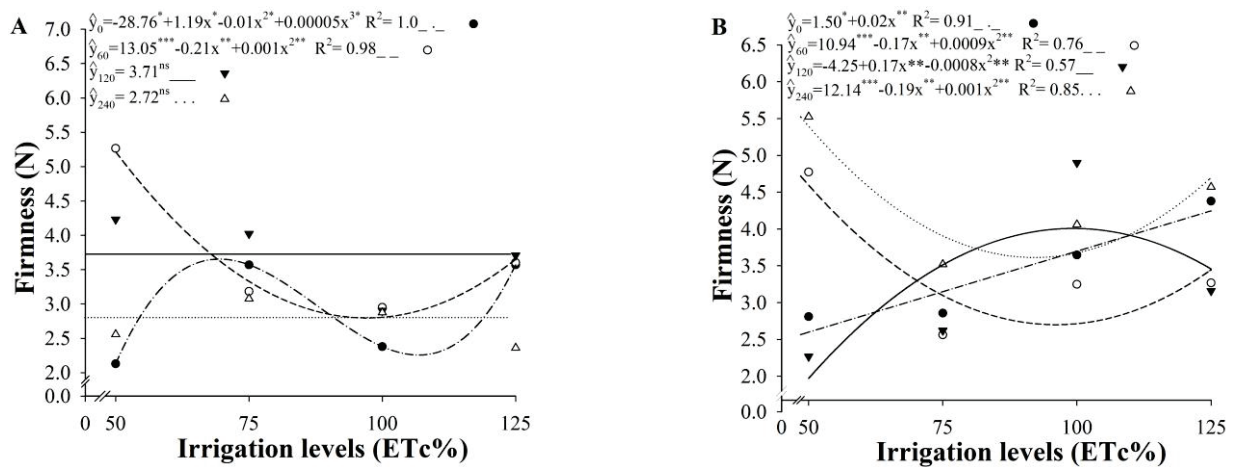 A
ŷ₀=-28.76*+1.19x*-0.01x²*+0.00005x³* R²= 1.0_ . _ ●
ŷ₆₀=13.05***-0.21x**+0.001x²** R²= 0.98_ _ ○
ŷ₁₂₀= 3.71ⁿˢ___ ▼
ŷ₂₄₀= 2.72ⁿˢ . . . △
7.0
6.5
6.0
5.5
5.0
4.5
4.0
3.5
3.0
2.5
2.0
0.0
Firmness (N)
0 50 75 100 125
Irrigation levels (ETc%)
B
ŷ₀=1.50*+0.02x** R²= 0.91_ . _ ●
ŷ₆₀=10.94***-0.17x**+0.0009x²** R²= 0.76_ _ ○
ŷ₁₂₀=-4.25+0.17x**-0.0008x²** R²= 0.57__ ▼
ŷ₂₄₀=12.14***-0.19x**+0.001x²** R²= 0.85. . . △
6.5
6.0
5.5
5.0
4.5
4.0
3.5
3.0
2.5
2.0
0.0
Firmness (N)
0 50 75 100 125
Irrigation levels (ETc%)